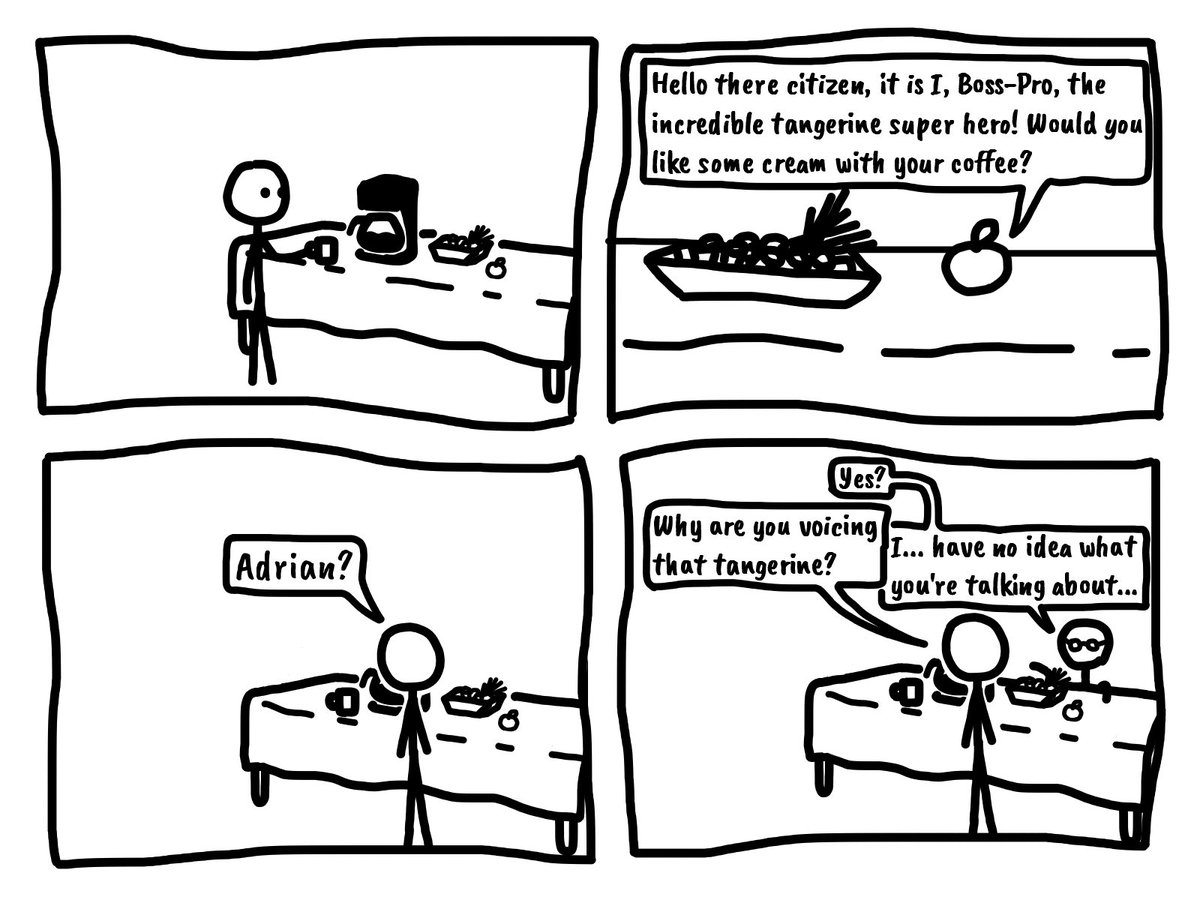 Hello there citizen, it is I, Boss-Pro, the
incredible tangerine super hero! Would you
like some cream with your coffee?
Adrian?
Yes?
Why are you voicing
that tangerine?
I... have no idea what
you're talking about...